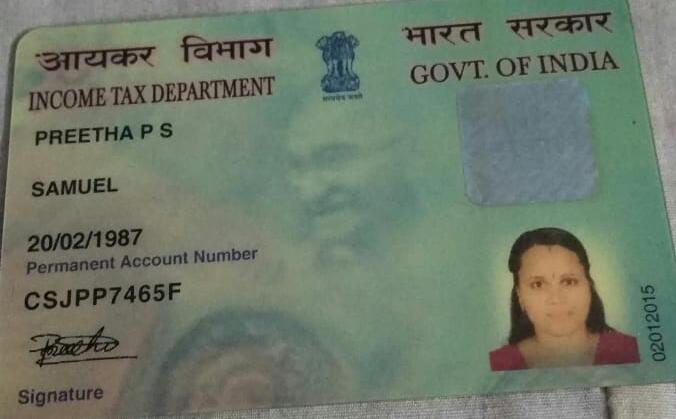 आयकर विभाग
भारत सरकार
INCOME TAX DEPARTMENT
GOVT. OF INDIA
सत्यमेव जयते
PREETHA P S
SAMUEL
20/02/1987
Permanent Account Number
CSJPP7465F
Preetha
Signature
02012015